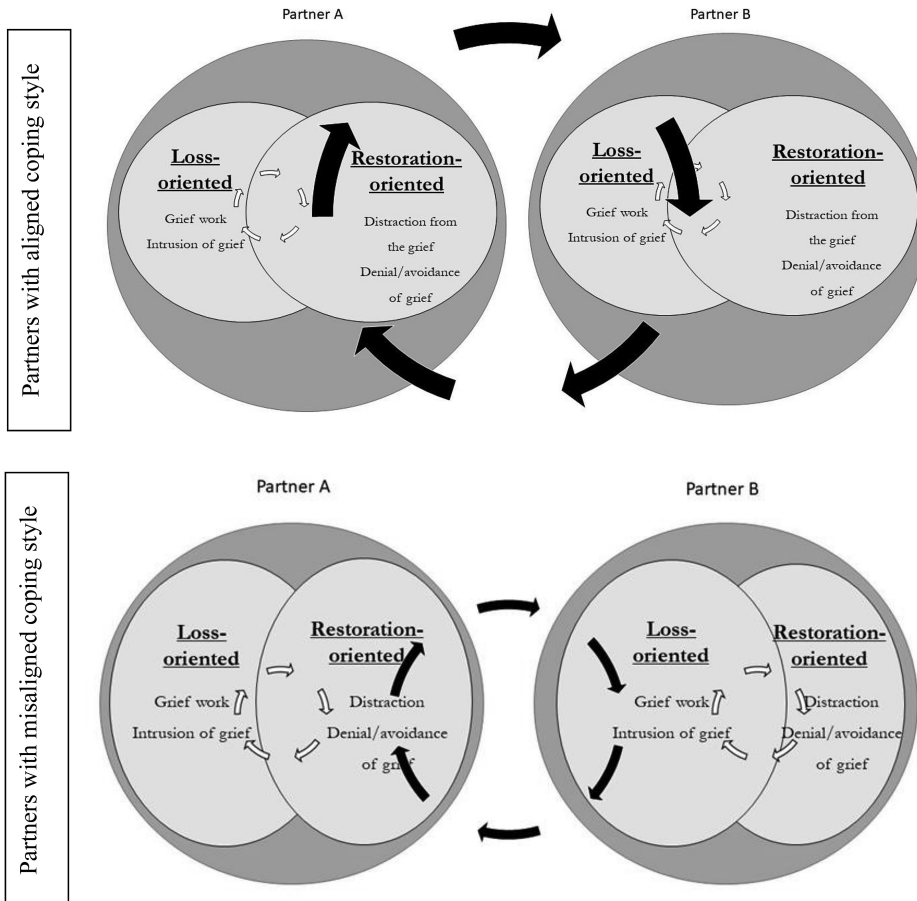 Partners with aligned coping style
Partner A
Loss-
oriented
Grief work
Intrusion of grief
Restoration-
oriented
Distraction from
the grief
Denial/avoidance
of grief
Partner B
Loss-
oriented
Grief work
Intrusion of grief
Restoration-
oriented
Distraction from
the grief
Denial/avoidance
of grief
Partners with misaligned coping style
Partner A
Loss-
oriented
Grief work
Intrusion of grief
Restoration-
oriented
Distraction
Denial/avoidance
of grief
Partner B
Loss-
oriented
Grief work
Intrusion of grief
Restoration-
oriented
Distraction
Denial/avoidance
of grief